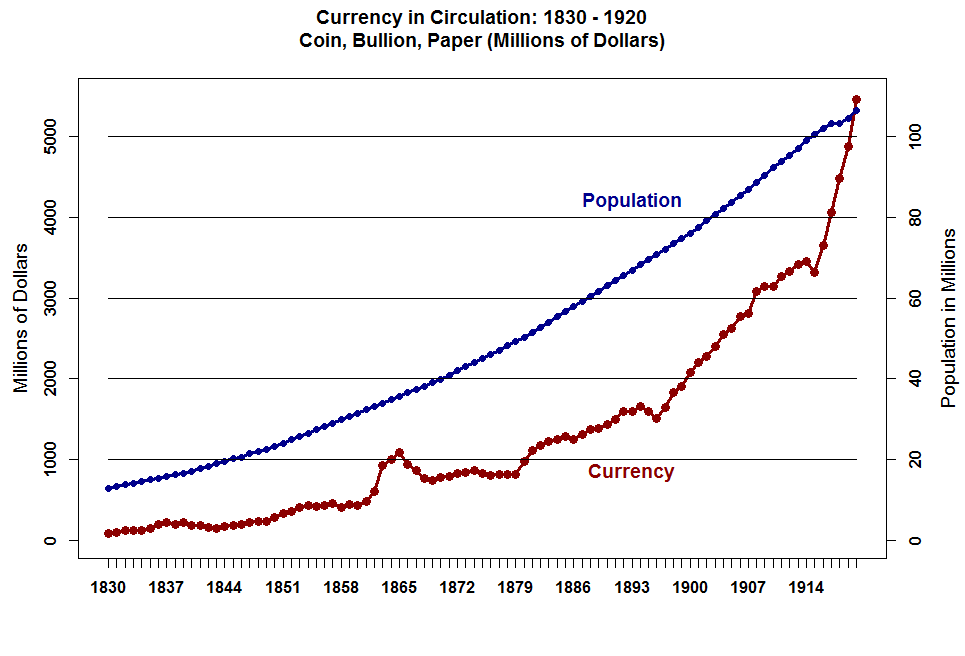 Currency in Circulation: 1830 - 1920
Coin, Bullion, Paper (Millions of Dollars)
Millions of Dollars
5000
4000
3000
2000
1000
0
Population
Currency
100
80
60
40
20
0
Population in Millions
1830 1837 1844 1851 1858 1865 1872 1879 1886 1893 1900 1907 1914